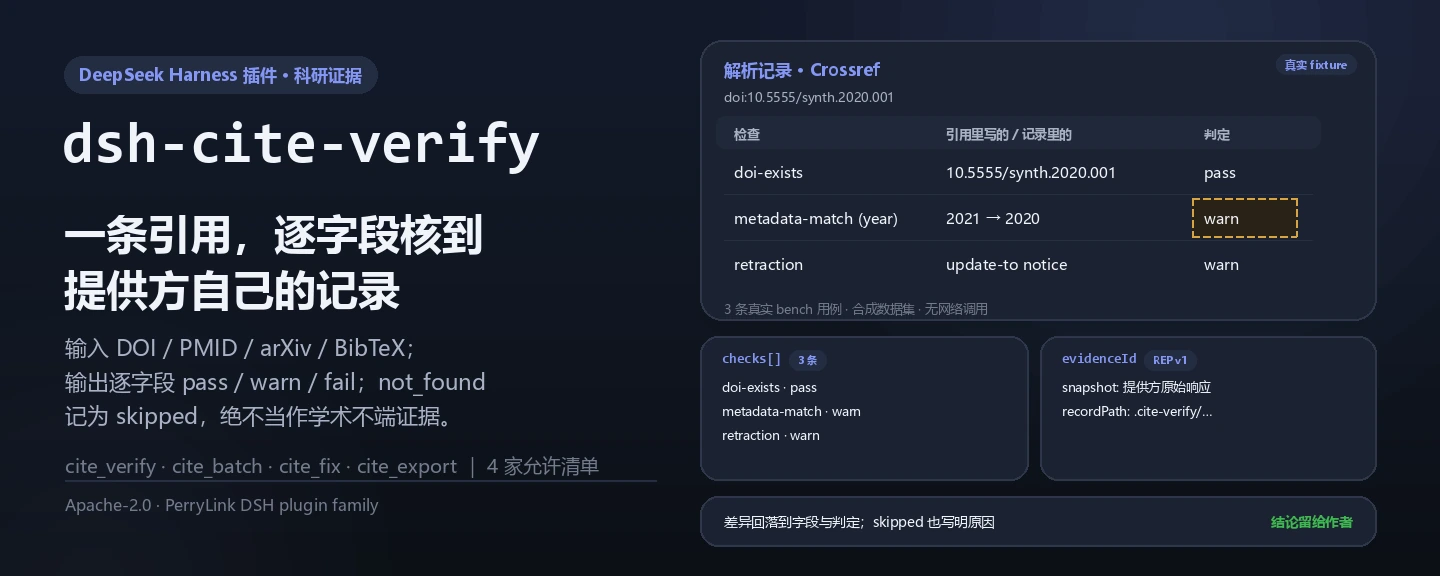 DeepSeek Harness 插件 • 科研证据
dsh-cite-verify
一条引用，逐字段核到
提供方自己的记录
输入 DOI / PMID / arXiv / BibTeX；
输出逐字段 pass / warn / fail；not_found
记为 skipped，绝不当作学术不端证据。
cite_verify · cite_batch · cite_fix · cite_export | 4 家允许清单
Apache-2.0 · PerryLink DSH plugin family
解析记录 • Crossref
真实 fixture
doi:10.5555/synth.2020.001
检查 引用里写的 / 记录里的 判定
doi-exists 10.5555/synth.2020.001 pass
metadata-match (year) 2021 → 2020 warn
retraction update-to notice warn
3 条真实 bench 用例 · 合成数据集 · 无网络调用
checks[] 3 条
doi-exists · pass
metadata-match · warn
retraction · warn
evidenceId REP v1
snapshot: 提供方原始响应
recordPath: .cite-verify/...
差异回落到字段与判定；skipped 也写明原因
结论留给作者